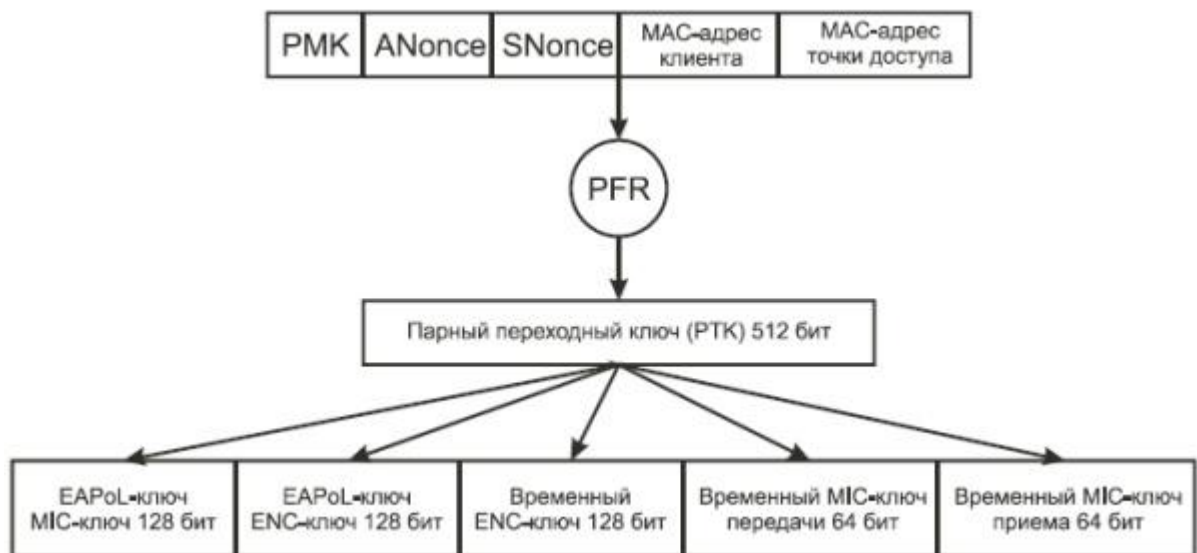 PMK
ANonce
SNonce
MAC-адрес
клиента
MAC-адрес
точки доступа
PFR
Парный переходный ключ (PTK) 512 бит
EAPoL-ключ
MIC-ключ 128 бит
EAPoL-ключ
ENC-ключ 128 бит
Временный
ENC-ключ 128 бит
Временный MIC-ключ
передачи 64 бит
Временный MIC-ключ
приема 64 бит